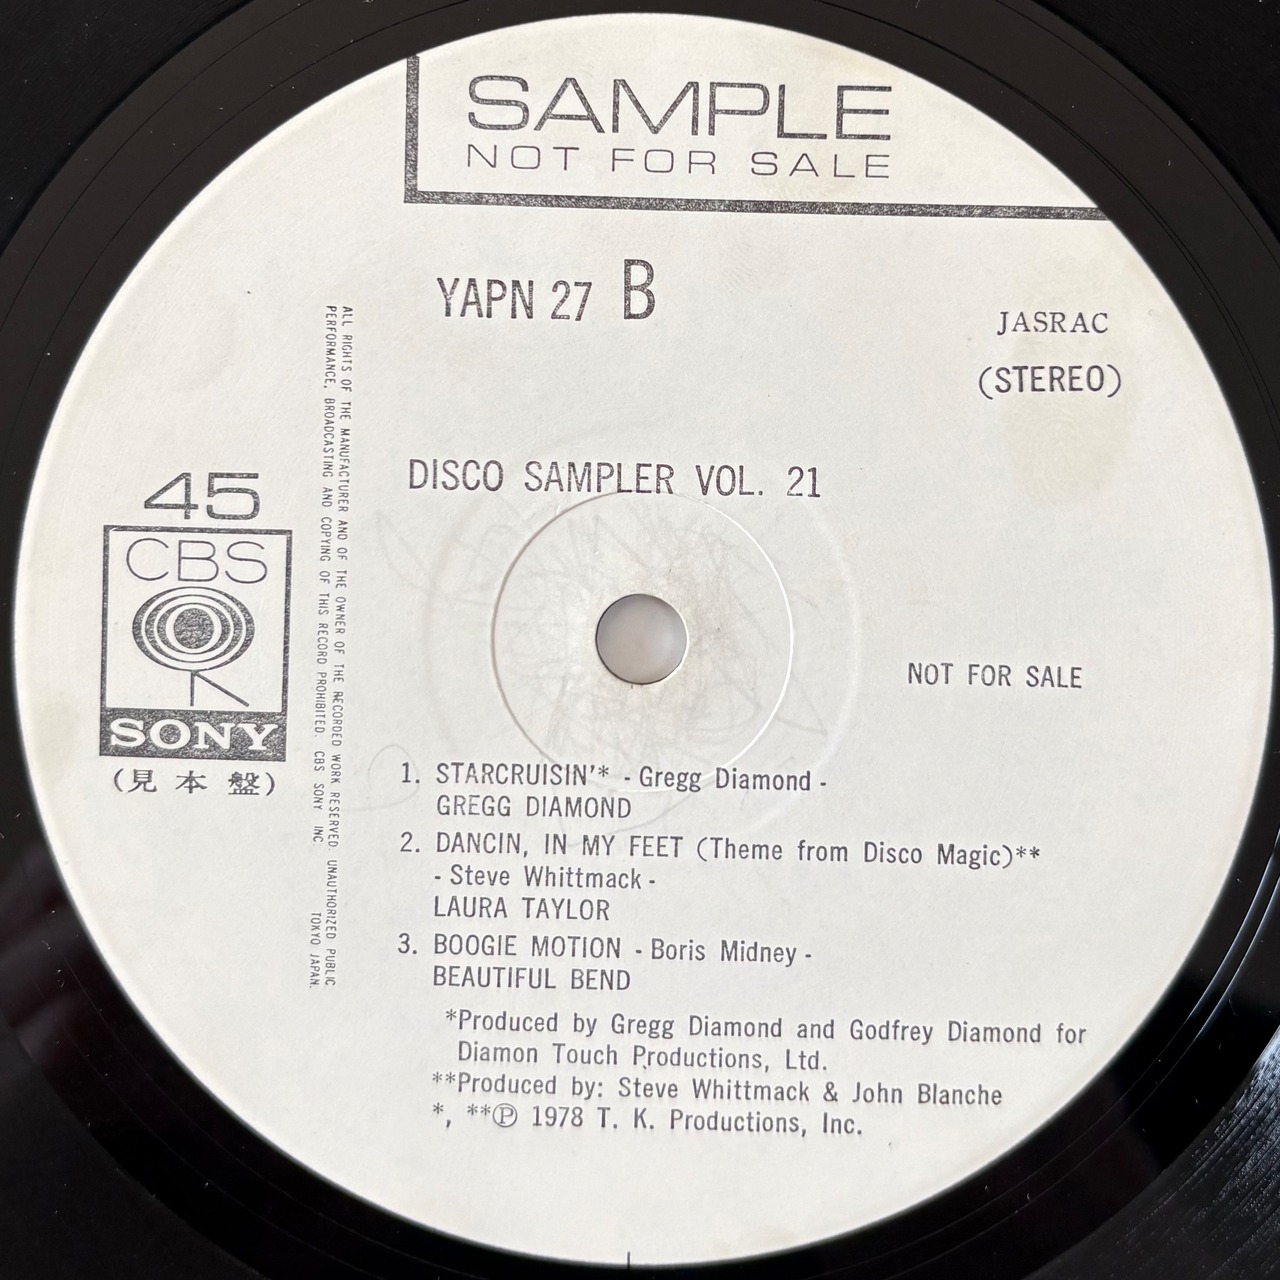 SAMPLE
NOT FOR SALE
YAPN 27 B
JASRAC
(STEREO)
ALL RIGHTS OF THE MANUFACTURER AND OF THE OWNER OF THE RECORDED WORK RESERVED. UNAUTHORIZED PUBLIC
PERFORMANCE, BROADCASTING AND COPYING OF THIS RECORD PROHIBITED. CBS SONY INC. TOKYO JAPAN.
DISCO SAMPLER VOL. 21
45
CBS
SONY
(見本盤)
NOT FOR SALE
1. STARCRUISIN'* - Gregg Diamond -
GREGG DIAMOND
2. DANCIN, IN MY FEET (Theme from Disco Magic)**
- Steve Whittmack -
LAURA TAYLOR
3. BOOGIE MOTION - Boris Midney -
BEAUTIFUL BEND
*Produced by Gregg Diamond and Godfrey Diamond for
Diamon Touch Productions, Ltd.
**Produced by: Steve Whittmack & John Blanche
*, **Ⓟ 1978 T. K. Productions, Inc.